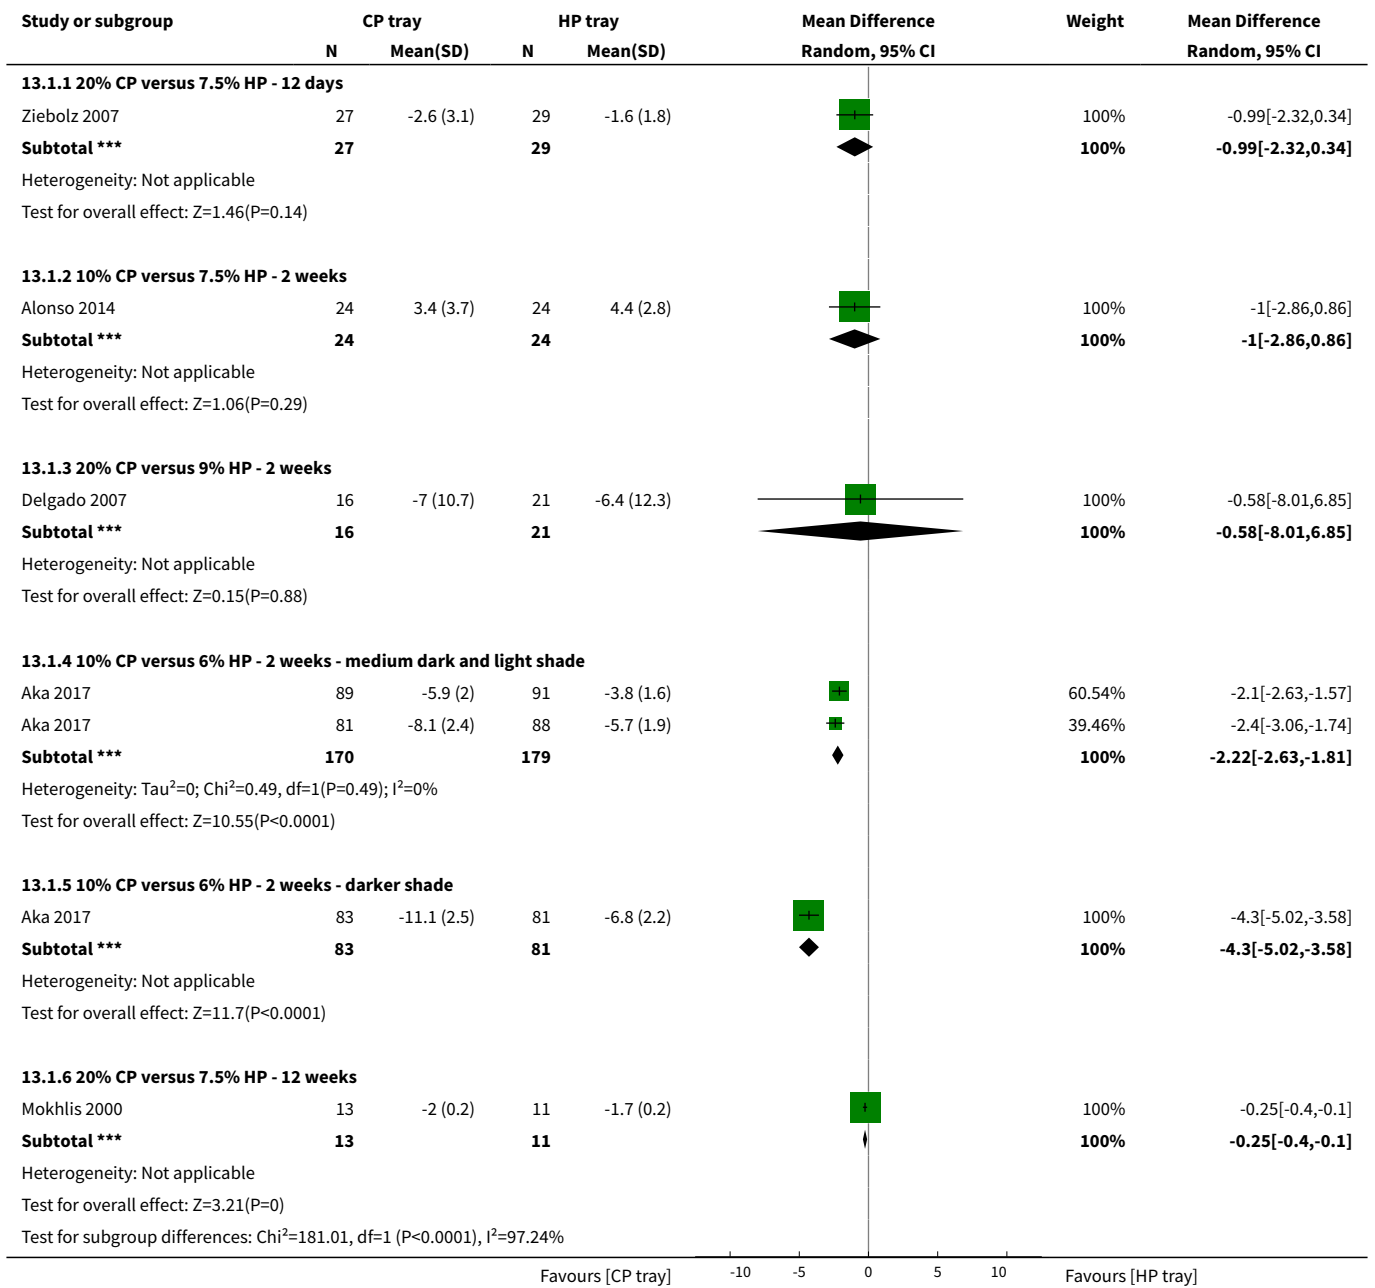 Study or subgroup CP tray HP tray Mean Difference Weight Mean Difference
N Mean(SD) N Mean(SD) Random, 95% CI Random, 95% CI
13.1.1 20% CP versus 7.5% HP - 12 days
Ziebolz 2007 27 -2.6 (3.1) 29 -1.6 (1.8) 100% -0.99[-2.32,0.34]
Subtotal *** 27 29 100% -0.99[-2.32,0.34]
Heterogeneity: Not applicable
Test for overall effect: Z=1.46(P=0.14)
13.1.2 10% CP versus 7.5% HP - 2 weeks
Alonso 2014 24 3.4 (3.7) 24 4.4 (2.8) 100% -1[-2.86,0.86]
Subtotal *** 24 24 100% -1[-2.86,0.86]
Heterogeneity: Not applicable
Test for overall effect: Z=1.06(P=0.29)
13.1.3 20% CP versus 9% HP - 2 weeks
Delgado 2007 16 -7 (10.7) 21 -6.4 (12.3) 100% -0.58[-8.01,6.85]
Subtotal *** 16 21 100% -0.58[-8.01,6.85]
Heterogeneity: Not applicable
Test for overall effect: Z=0.15(P=0.88)
13.1.4 10% CP versus 6% HP - 2 weeks - medium dark and light shade
Aka 2017 89 -5.9 (2) 91 -3.8 (1.6) 60.54% -2.1[-2.63,-1.57]
Aka 2017 81 -8.1 (2.4) 88 -5.7 (1.9) 39.46% -2.4[-3.06,-1.74]
Subtotal *** 170 179 100% -2.22[-2.63,-1.81]
Heterogeneity: Tau²=0; Chi²=0.49, df=1(P=0.49); I²=0%
Test for overall effect: Z=10.55(P<0.0001)
13.1.5 10% CP versus 6% HP - 2 weeks - darker shade
Aka 2017 83 -11.1 (2.5) 81 -6.8 (2.2) 100% -4.3[-5.02,-3.58]
Subtotal *** 83 81 100% -4.3[-5.02,-3.58]
Heterogeneity: Not applicable
Test for overall effect: Z=11.7(P<0.0001)
13.1.6 20% CP versus 7.5% HP - 12 weeks
Mokhlis 2000 13 -2 (0.2) 11 -1.7 (0.2) 100% -0.25[-0.4,-0.1]
Subtotal *** 13 11 100% -0.25[-0.4,-0.1]
Heterogeneity: Not applicable
Test for overall effect: Z=3.21(P=0)
Test for subgroup differences: Chi²=181.01, df=1 (P<0.0001), I²=97.24%
Favours [CP tray] -10 -5 0 5 10 Favours [HP tray]